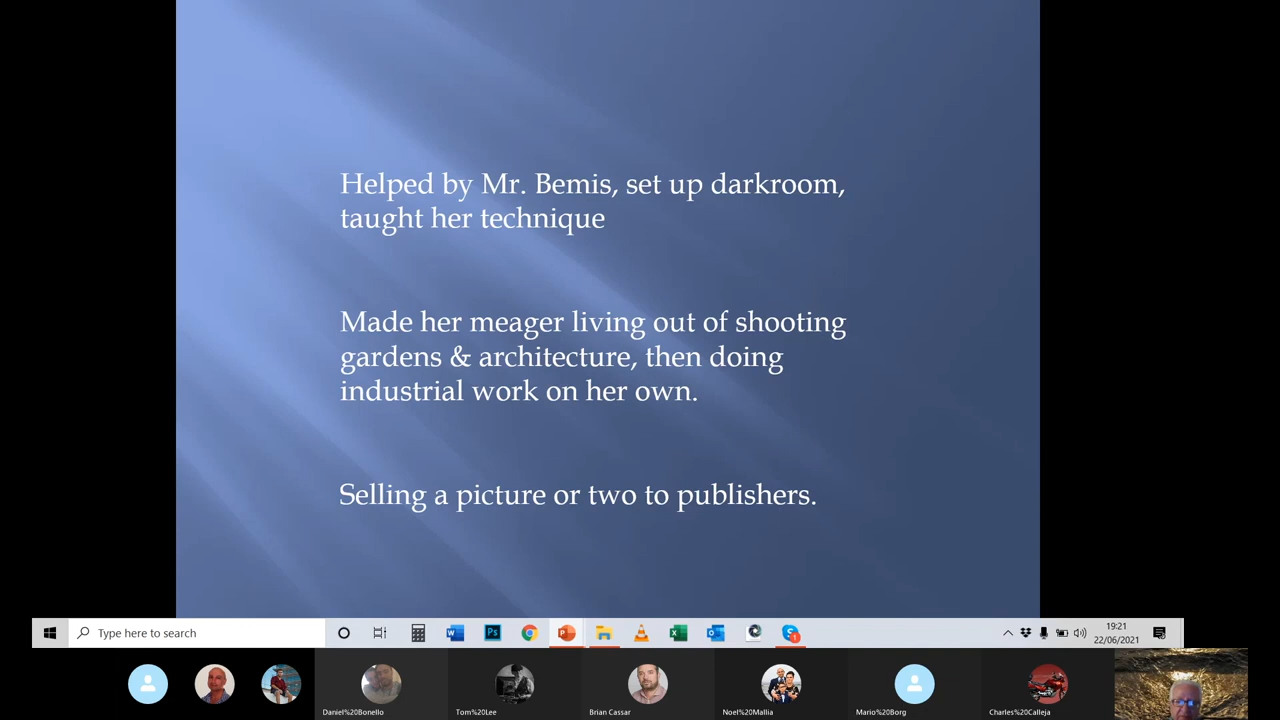 Helped by Mr. Bemis, set up darkroom,
taught her technique
Made her meager living out of shooting
gardens & architecture, then doing
industrial work on her own.
Selling a picture or two to publishers.
Type here to search
19:21
22/06/2021
Daniel%20Bonello
Tom%20Lee
Brian Cassar
Noel%20Mallia
Mario%20Borg
Charles%20Calleja